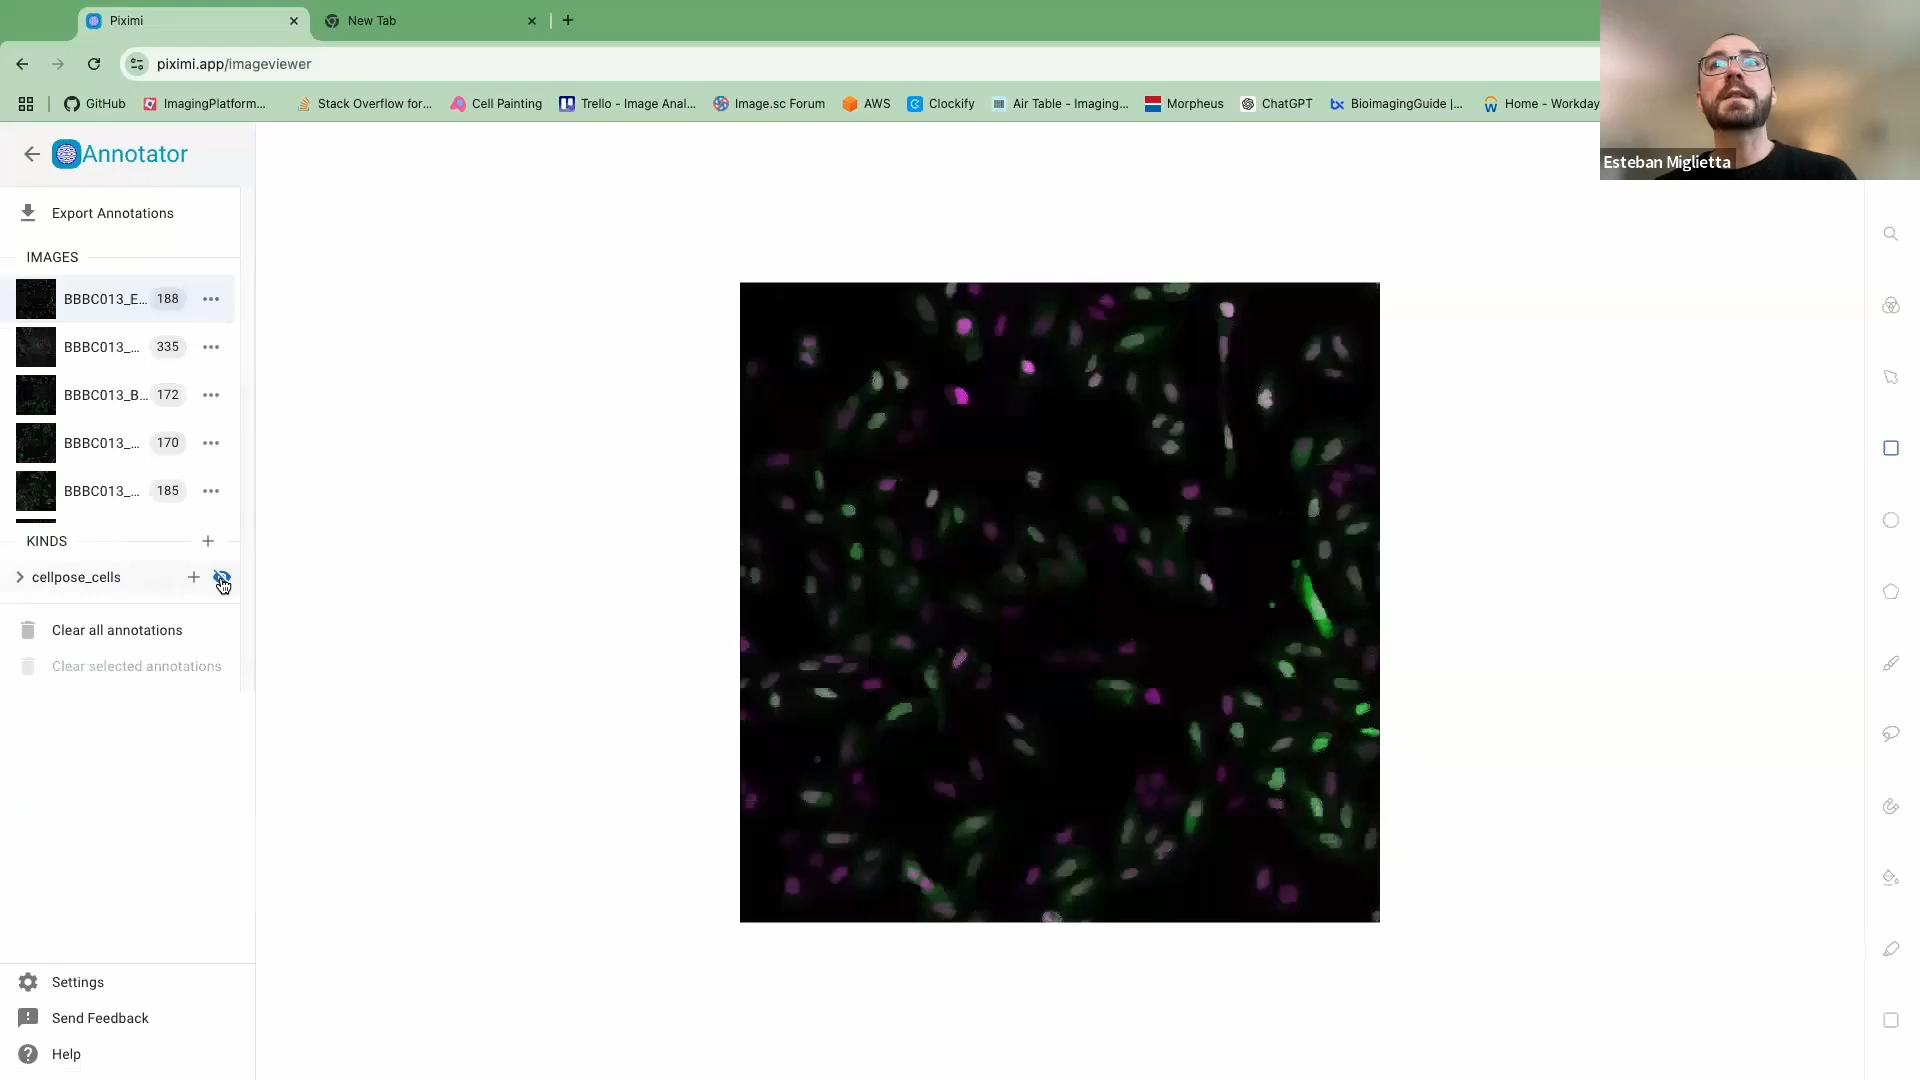 Piximi
New Tab
piximi.app/imageviewer
GitHub
ImagingPlatform...
Stack Overflow for...
Cell Painting
Trello - Image Anal...
Image.sc Forum
AWS
Clockify
Air Table - Imaging...
Morpheus
ChatGPT
BioimagingGuide |...
Home - Workday
Esteban Miglietta
Annotator
Export Annotations
IMAGES
BBBC013_E... 188
BBBC013_... 335
BBBC013_B... 172
BBBC013_... 170
BBBC013_... 185
KINDS
cellpose_cells
Clear all annotations
Clear selected annotations
Settings
Send Feedback
Help